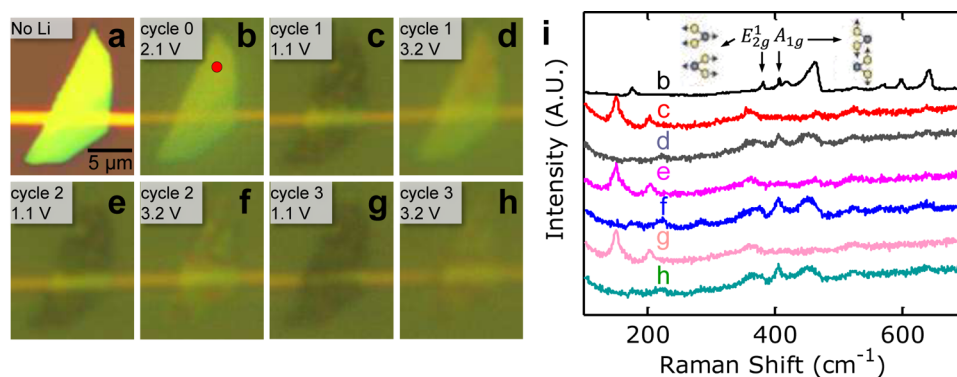 No Li
a
5 μm
cycle 0
2.1 V
b
cycle 1
1.1 V
c
cycle 1
3.2 V
d
cycle 2
1.1 V
e
cycle 2
3.2 V
f
cycle 3
1.1 V
g
cycle 3
3.2 V
h
i
E¹₂g A₁g
b
c
d
e
f
g
h
Intensity (A.U.)
200 400 600
Raman Shift (cm⁻¹)